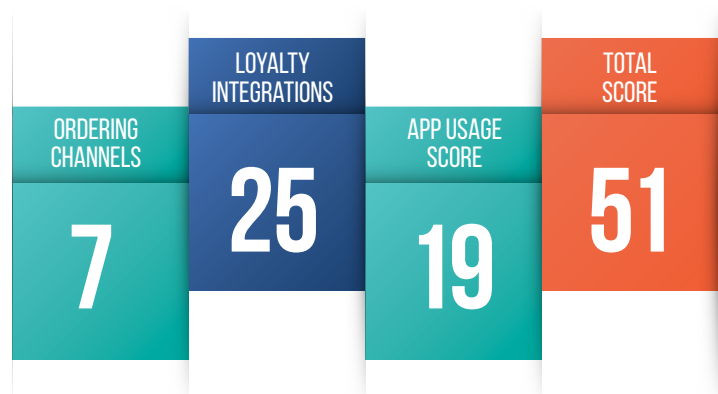 ORDERING
CHANNELS
7
LOYALTY
INTEGRATIONS
25
APP USAGE
SCORE
19
TOTAL
SCORE
51